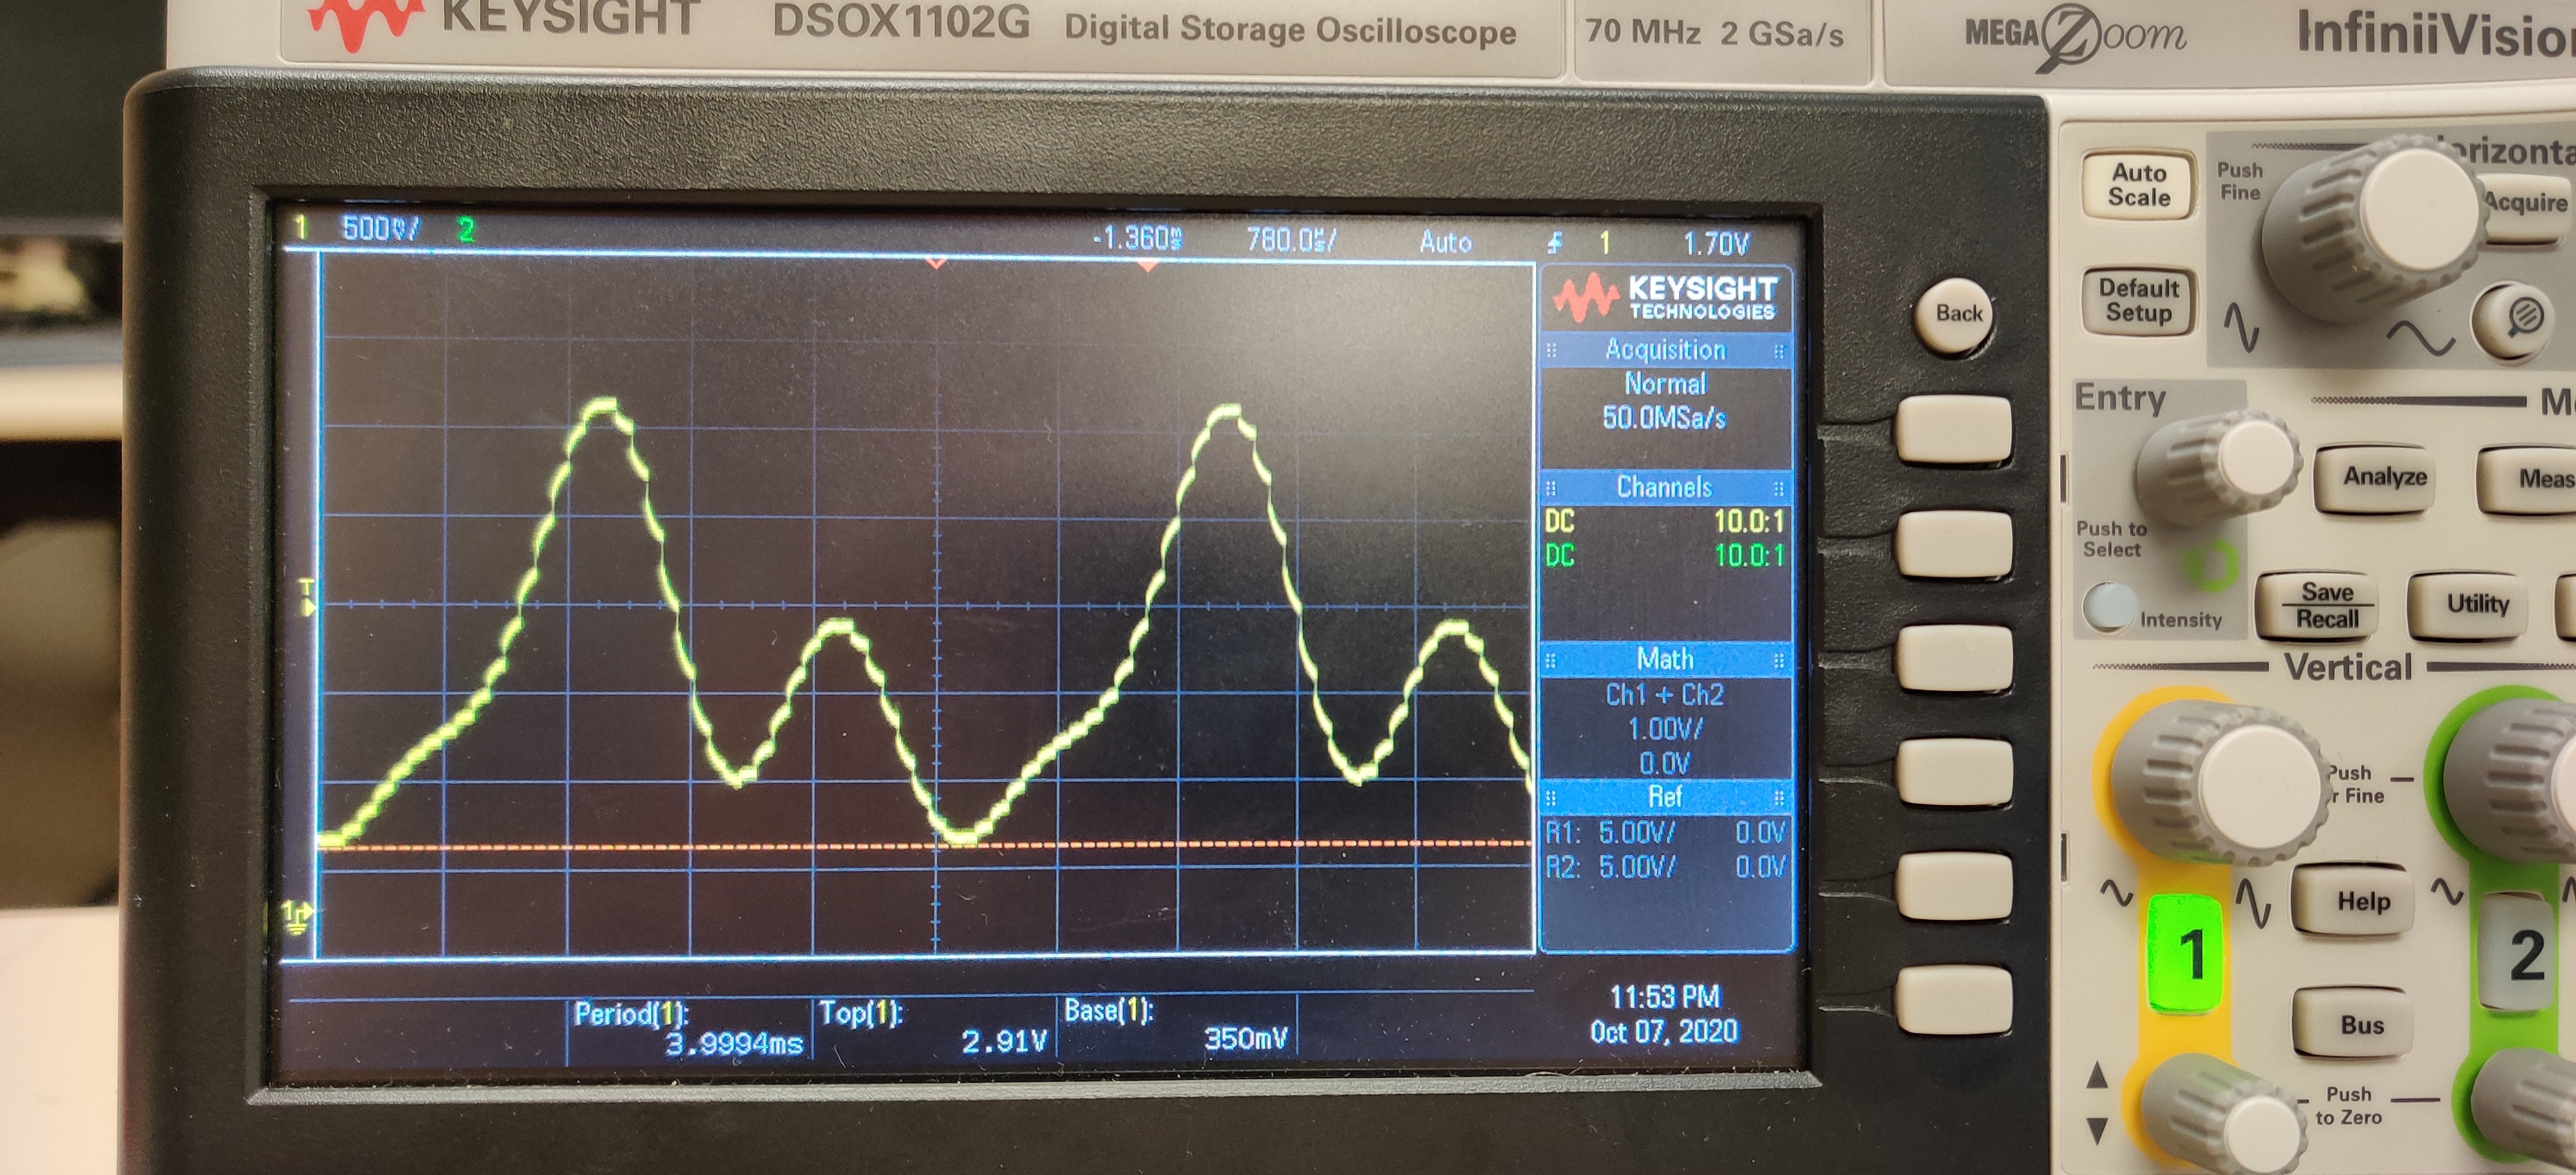 KEYSIGHT DSOX1102G Digital Storage Oscilloscope 70 MHz 2 GSa/s MEGA Zoom InfiniiVisio
1 500mV/ 2 -1.360ms 780.0us/ Auto 1 1.70V
KEYSIGHT
TECHNOLOGIES
Acquisition
Normal
50.0MSa/s
Channels
DC 10.0:1
DC 10.0:1
Math
Ch1 + Ch2
1.00V/
0.0V
Ref
R1: 5.00V/ 0.0V
R2: 5.00V/ 0.0V
T
1
Period(1): Top(1): Base(1):
3.9994ms 2.91V 350mV
11:53 PM
Oct 07, 2020
Back
Auto
Scale
Default
Setup
Push
Fine
orizonta
Acquire
Entry
Push to
Select
Intensity
M
Analyze
Meas
Save
Recall
Utility
Vertical
Push
r Fine
Help
1
2
Bus
Push
to Zero